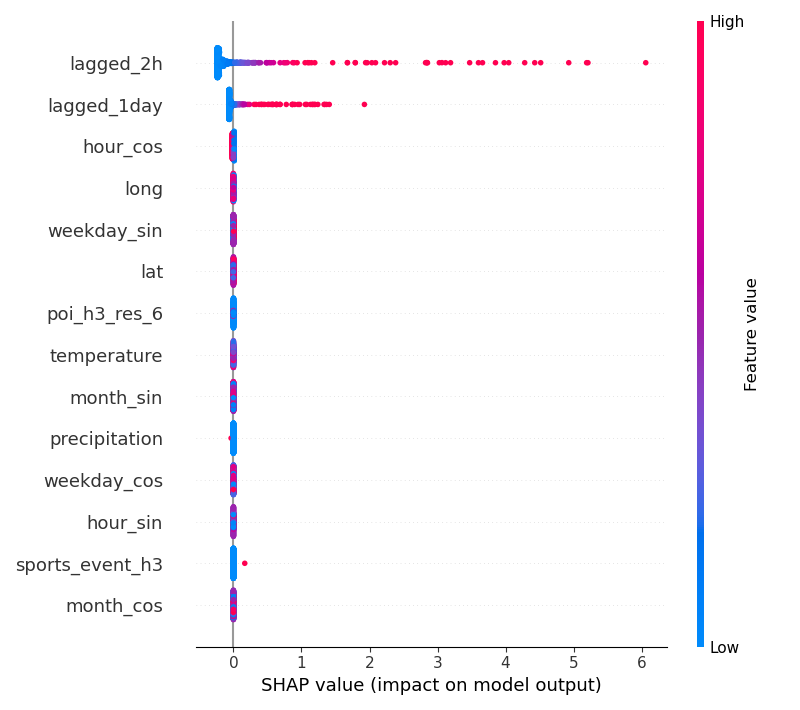 High
lagged_2h
lagged_1day
hour_cos
long
weekday_sin
lat
poi_h3_res_6
temperature
month_sin
precipitation
weekday_cos
hour_sin
sports_event_h3
month_cos
Feature value
Low
0 1 2 3 4 5 6
SHAP value (impact on model output)